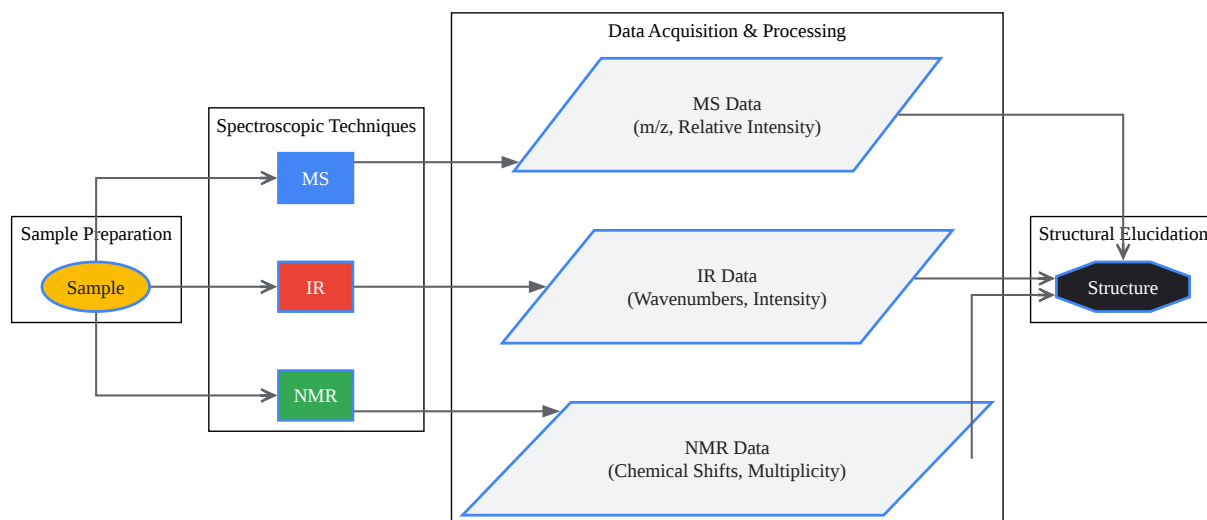 Sample Preparation
Sample
Spectroscopic Techniques
MS
IR
NMR
Data Acquisition & Processing
MS Data
(m/z, Relative Intensity)
IR Data
(Wavenumbers, Intensity)
NMR Data
(Chemical Shifts, Multiplicity)
Structural Elucidation
Structure